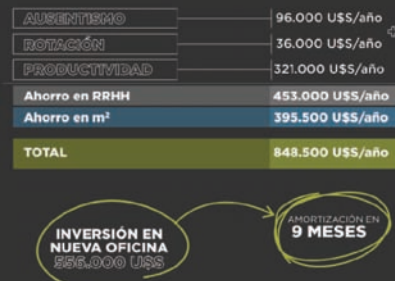 AUSENTISMO 96.000 U$S/año
ROTACIÓN 36.000 U$S/año
PRODUCTIVIDAD 321.000 U$S/año
Ahorro en RRHH 453.000 U$S/año
Ahorro en m² 395.500 U$S/año
TOTAL 848.500 U$S/año
INVERSIÓN EN
NUEVA OFICINA
556.000 U$S
AMORTIZACIÓN EN
9 MESES